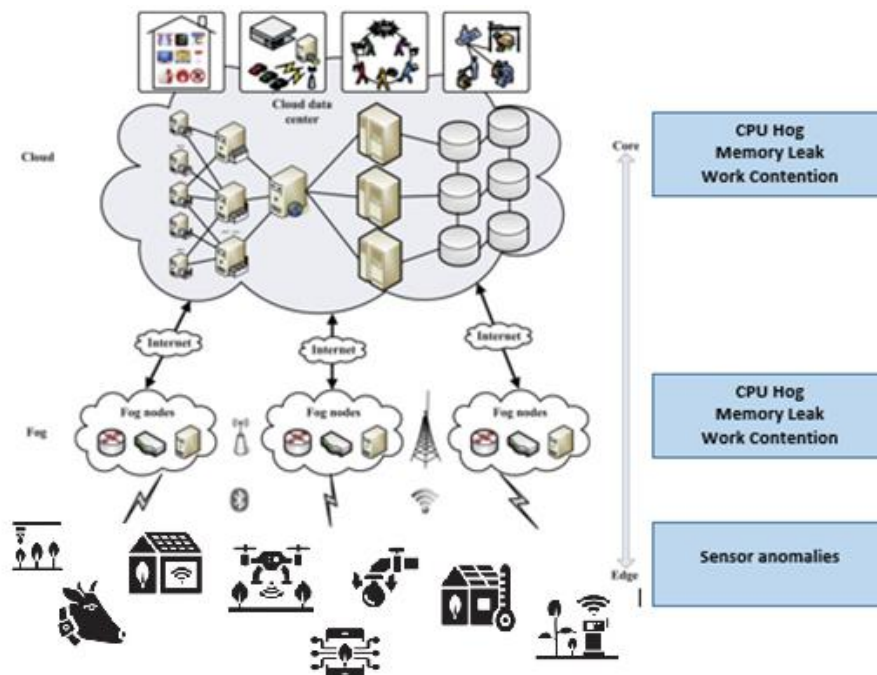 Cloud data
center
Cloud
Core
CPU Hog
Memory Leak
Work Contention
Internet
Internet
Internet
Fog nodes
Fog nodes
Fog nodes
Fog
CPU Hog
Memory Leak
Work Contention
Sensor anomalies
Edge